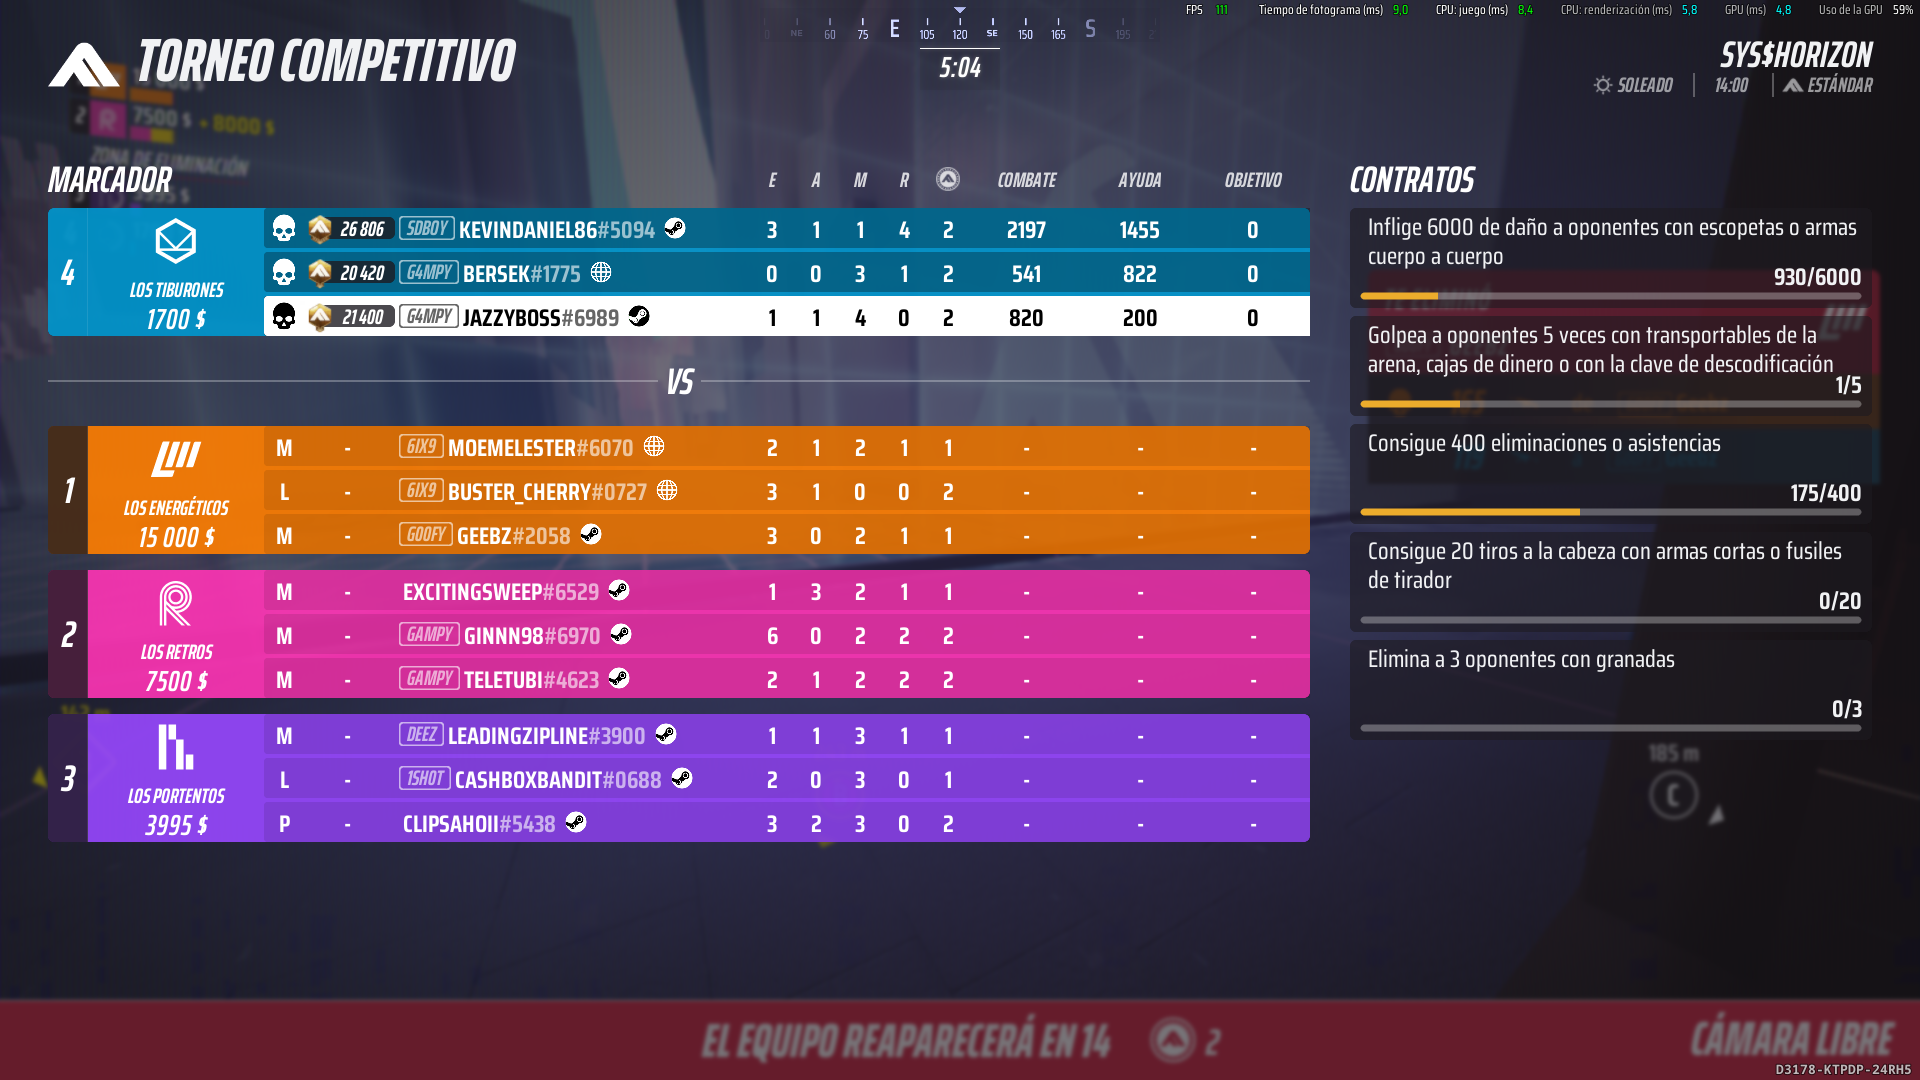 FPS 111 Tiempo de fotograma (ms) 9,0 CPU: juego (ms) 8,4 CPU: renderización (ms) 5,8 GPU (ms) 4,8 Uso de la GPU 59%
NE 60 75 E 105 120 SE 150 165 S 195
5:04
TORNEO COMPETITIVO
SYS$HORIZON
SOLEADO | 14:00 | ESTÁNDAR
2 R 7500 $ + 8000 $
ZONA DE ELIMINACIÓN
3995 $
MARCADOR
E A M R COMBATE AYUDA OBJETIVO
4 LOS TIBURONES 1700 $
26 806 SDBOY KEVINDANIEL86#5094 3 1 1 4 2 2197 1455 0
20 420 G4MPY BERSEK#1775 0 0 3 1 2 541 822 0
21 400 G4MPY JAZZYBOSS#6989 1 1 4 0 2 820 200 0
VS
1 LOS ENERGÉTICOS 15 000 $
M - 6IX9 MOEMELESTER#6070 2 1 2 1 1 - - -
L - 6IX9 BUSTER_CHERRY#0727 3 1 0 0 2 - - -
M - GOOFY GEEBZ#2058 3 0 2 1 1 - - -
2 LOS RETROS 7500 $
M - EXCITINGSWEEP#6529 1 3 2 1 1 - - -
M - GAMPY GINNN98#6970 6 0 2 2 2 - - -
M - GAMPY TELETUBI#4623 2 1 2 2 2 - - -
3 LOS PORTENTOS 3995 $
M - DEEZ LEADINGZIPLINE#3900 1 1 3 1 1 - - -
L - 1SHOT CASHBOXBANDIT#0688 2 0 3 0 1 - - -
P - CLIPSAHOII#5438 3 2 3 0 2 - - -
CONTRATOS
Inflige 6000 de daño a oponentes con escopetas o armas
cuerpo a cuerpo
930/6000
Golpea a oponentes 5 veces con transportables de la
arena, cajas de dinero o con la clave de descodificación
1/5
Consigue 400 eliminaciones o asistencias
175/400
Consigue 20 tiros a la cabeza con armas cortas o fusiles
de tirador
0/20
Elimina a 3 oponentes con granadas
0/3
185 m
C
EL EQUIPO REAPARECERÁ EN 14 2
CÁMARA LIBRE
D3178-KTPDP-24RH5